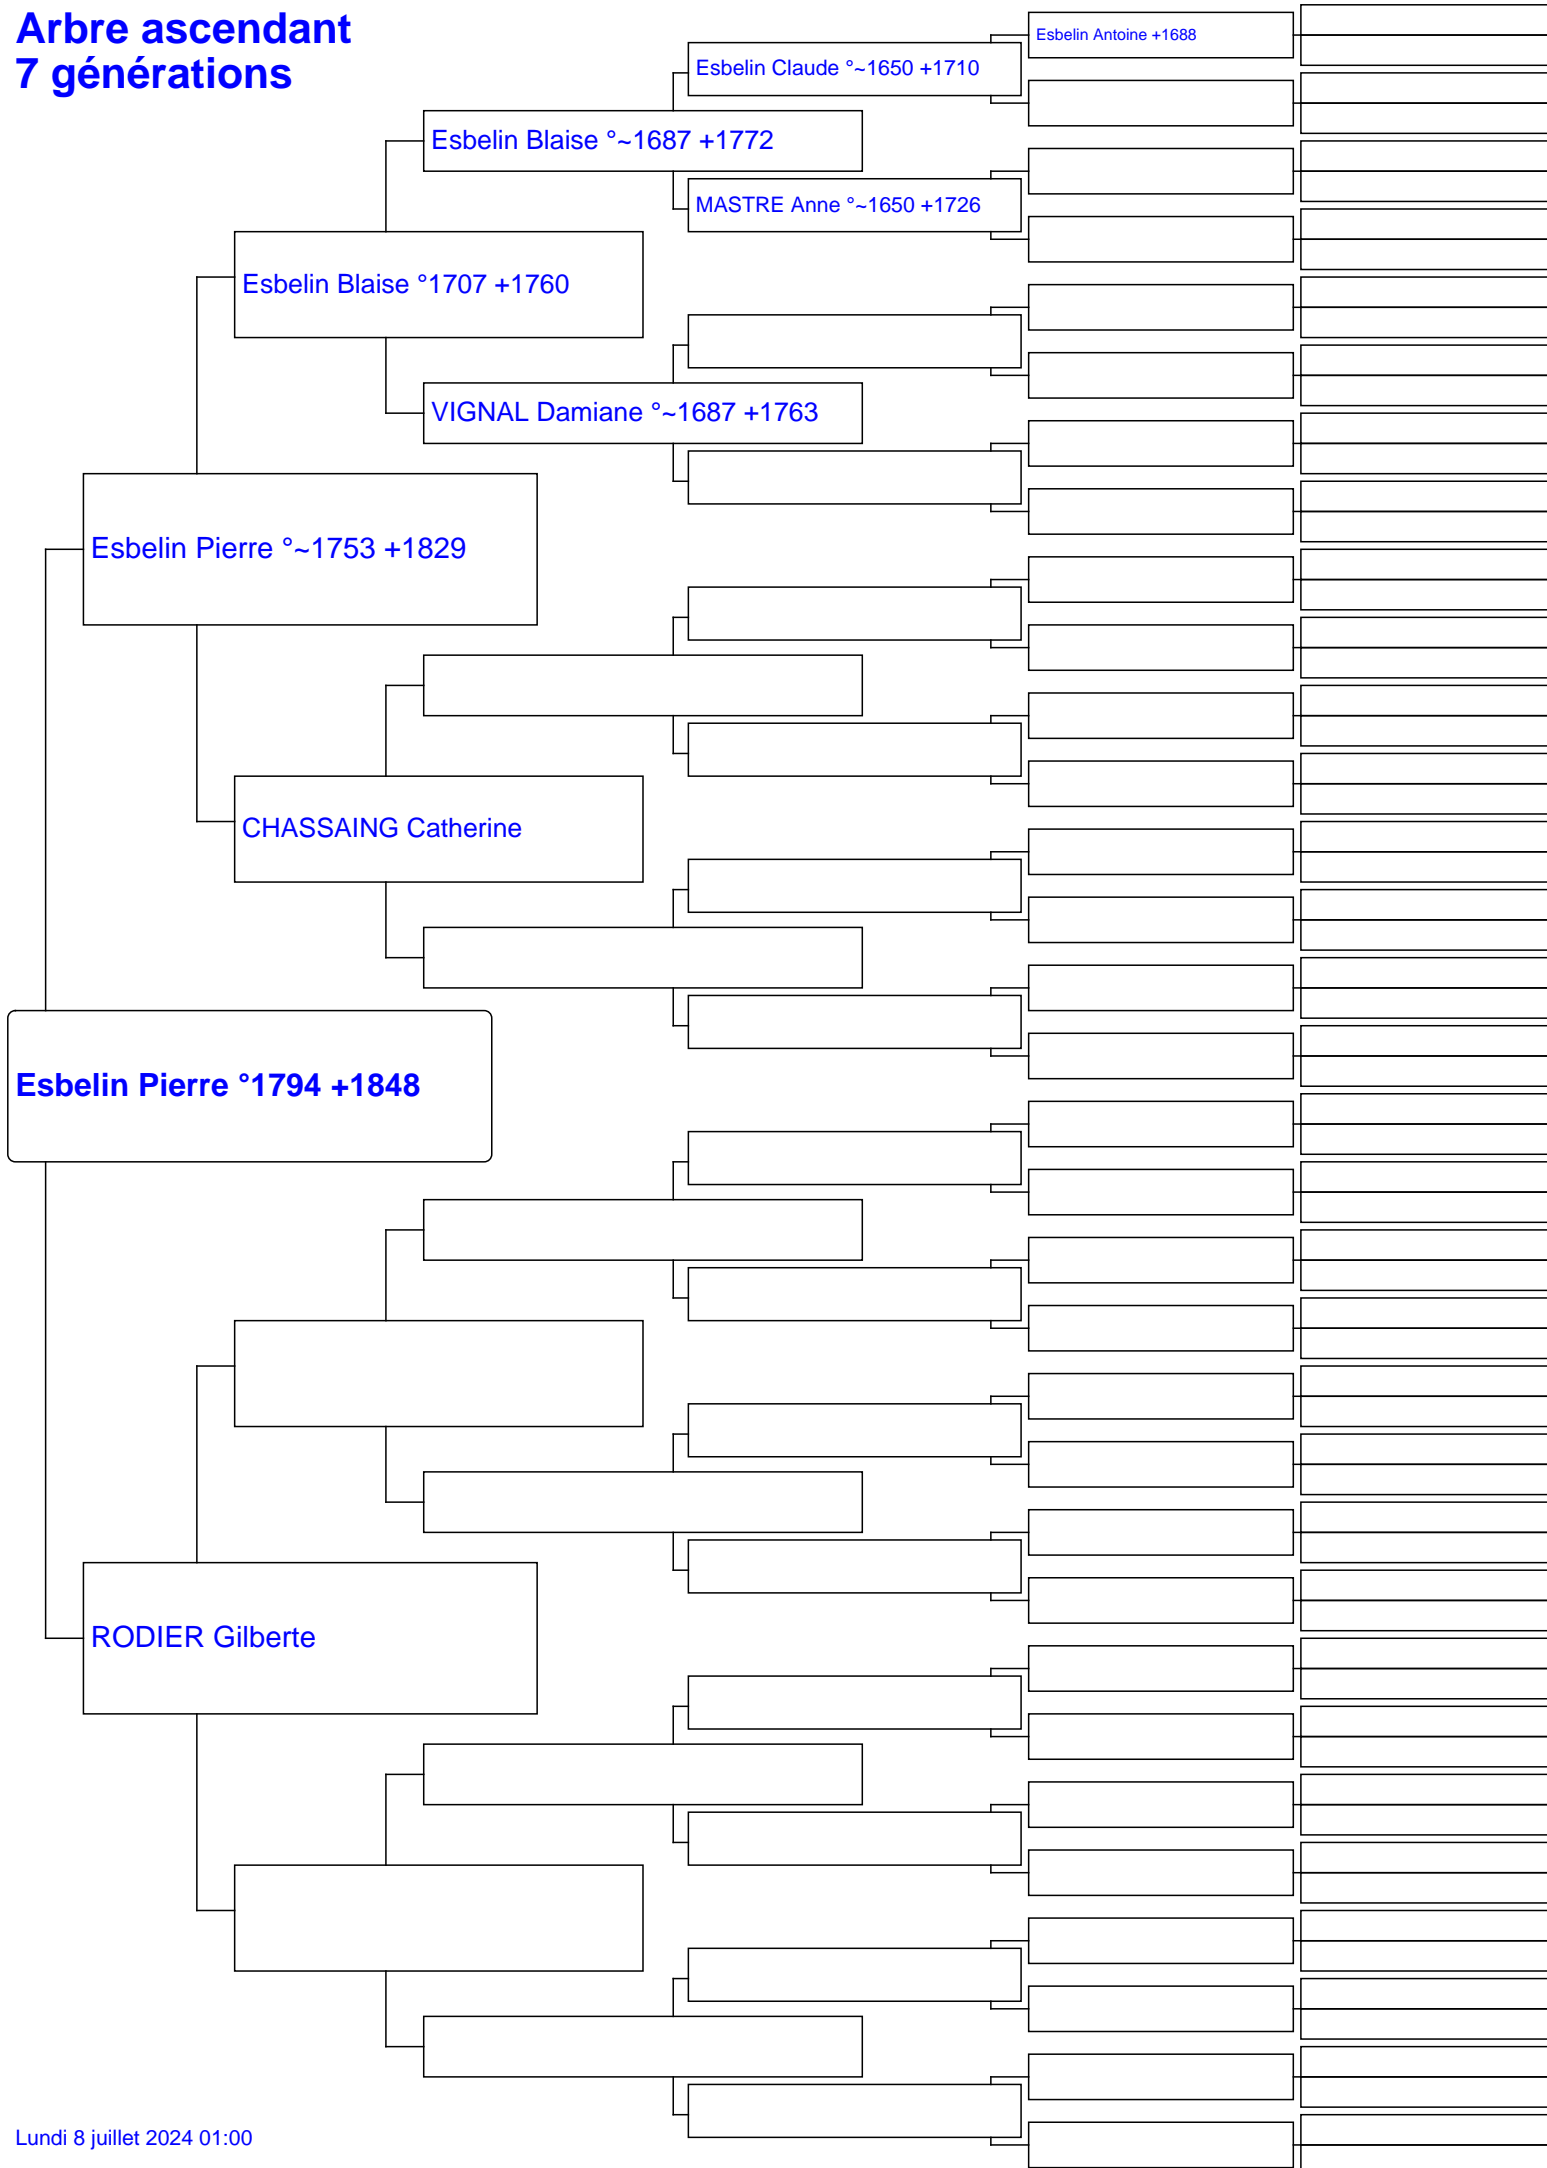 Arbre ascendant
7 générations
Esbelin Antoine +1688
Esbelin Claude °~1650 +1710
Esbelin Blaise °~1687 +1772
MASTRE Anne °~1650 +1726
Esbelin Blaise °1707 +1760
VIGNAL Damiane °~1687 +1763
Esbelin Pierre °~1753 +1829
CHASSAING Catherine
Esbelin Pierre °1794 +1848
RODIER Gilberte
Lundi 8 juillet 2024 01:00